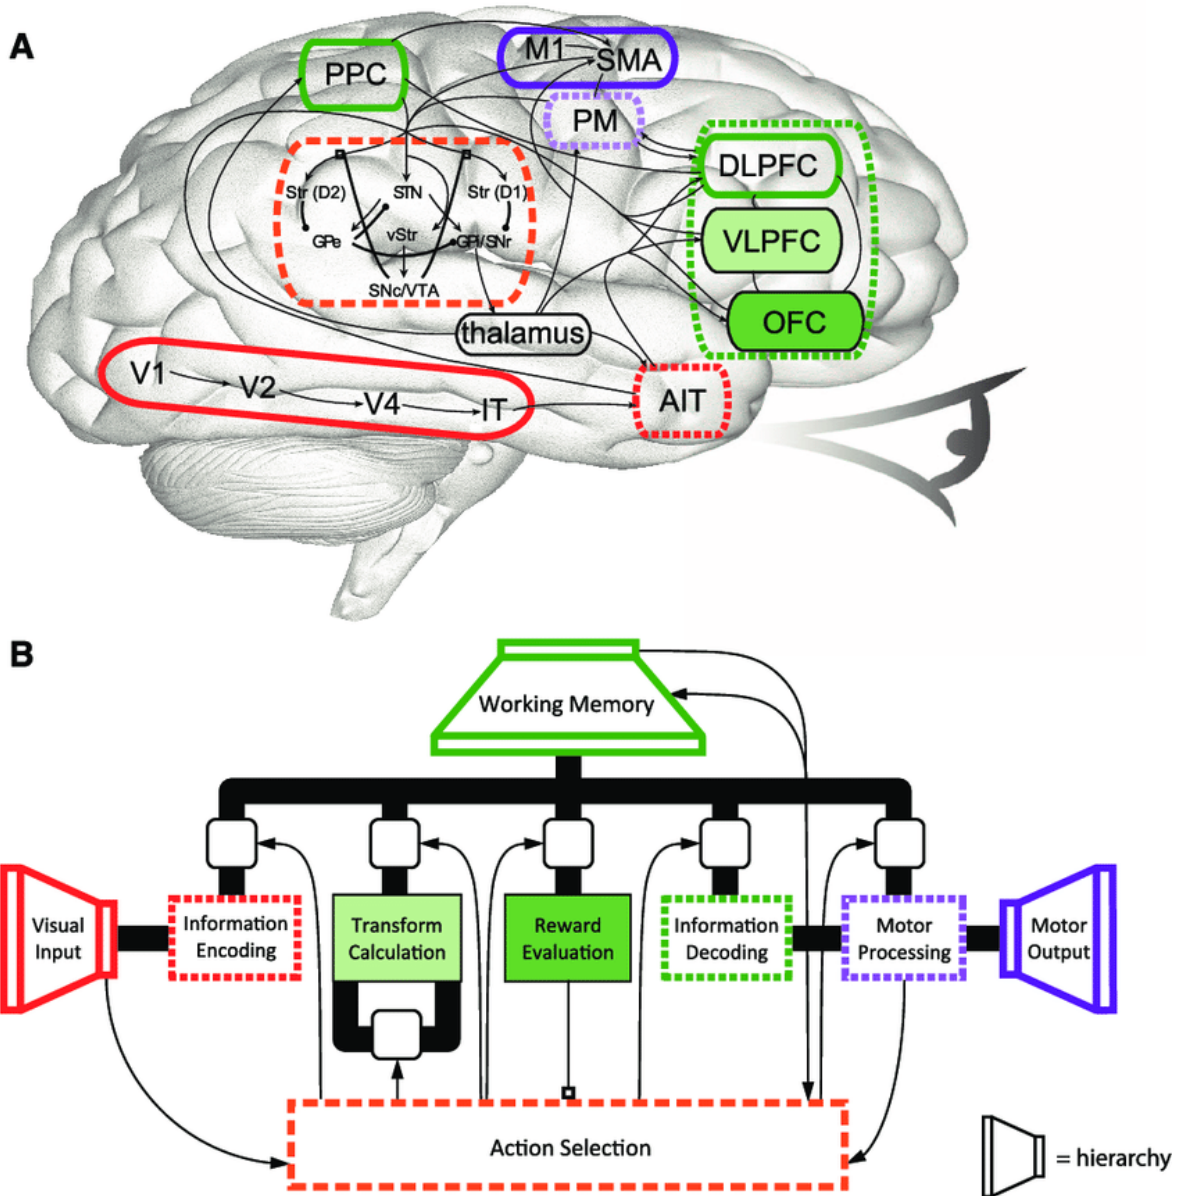 A
PPC
M1
SMA
PM
DLPFC
Str (D2)
STN
Str (D1)
VLPFC
GPe
vStr
GPi/SNr
SNc/VTA
OFC
thalamus
V1
V2
V4
IT
AIT
B
Working Memory
Visual
Input
Information
Encoding
Transform
Calculation
Reward
Evaluation
Information
Decoding
Motor
Processing
Motor
Output
Action Selection
= hierarchy